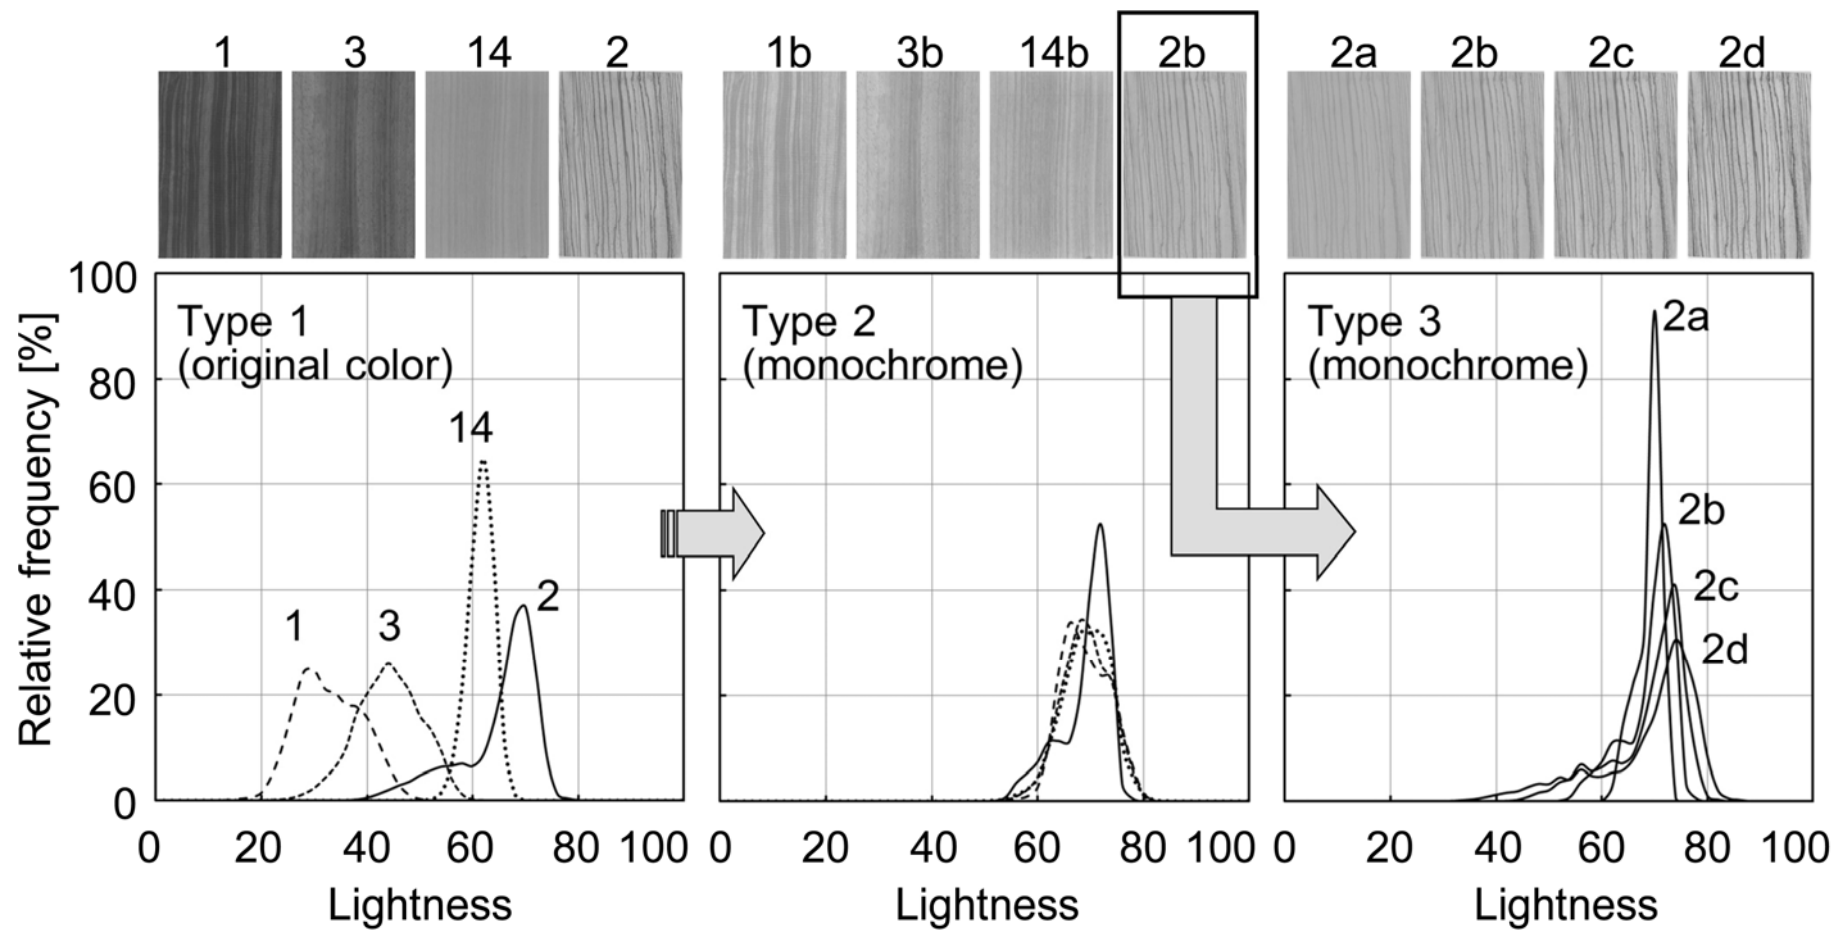 1 3 14 2 1b 3b 14b 2b 2a 2b 2c 2d
100
80
60
40
20
0
Relative frequency [%]
Type 1
(original color)
14
1
3
2
0 20 40 60 80 100
Lightness
Type 2
(monochrome)
0 20 40 60 80 100
Lightness
Type 3
(monochrome)
2a
2b
2c
2d
0 20 40 60 80 100
Lightness